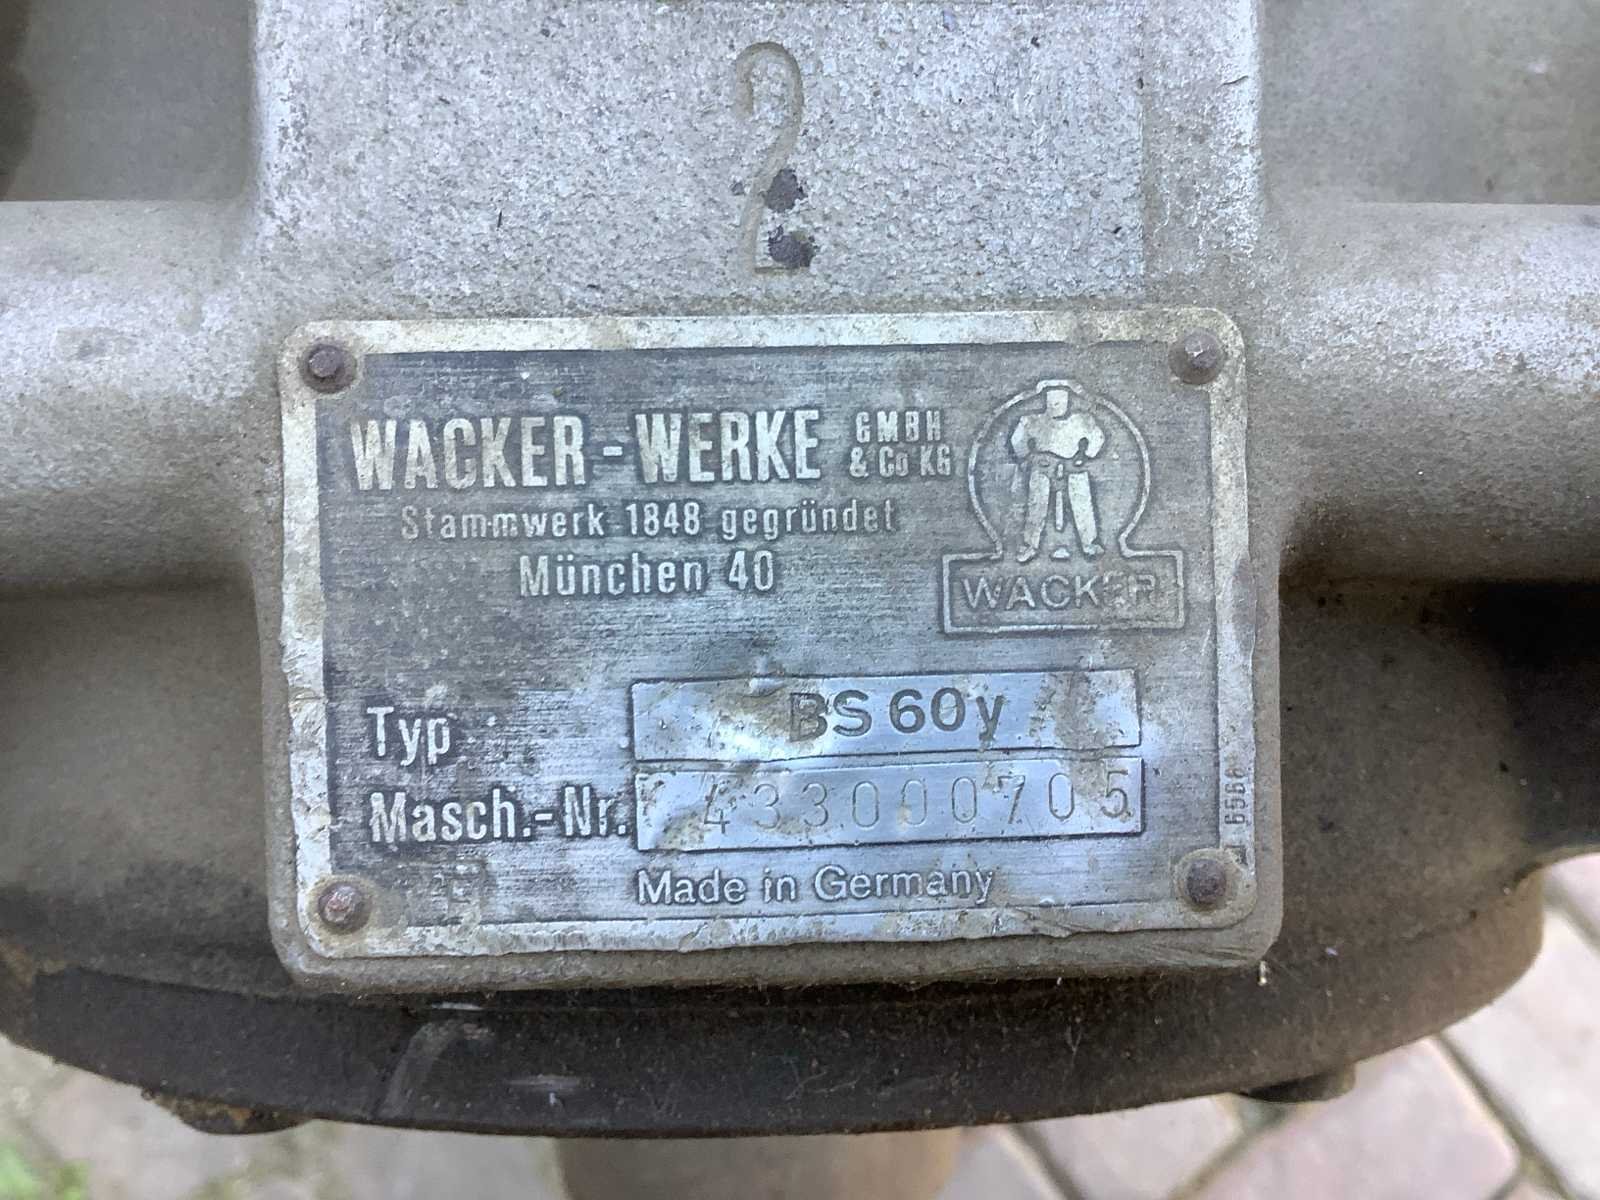 2
WACKER-WERKE GMBH & Co KG
Stammwerk 1848 gegründet
München 40
WACKER
Typ BS 60y
Masch.-Nr. 433000705
Made in Germany